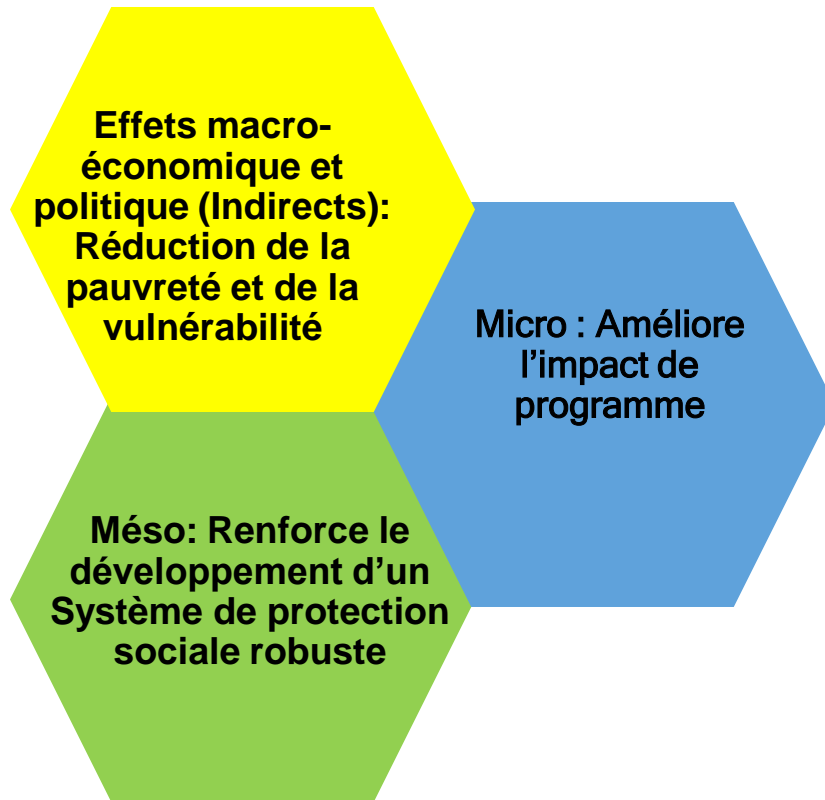 Effets macro-
économique et
politique (Indirects):
Réduction de la
pauvreté et de la
vulnérabilité
Micro : Améliore
l’impact de
programme
Méso: Renforce le
développement d’un
Système de protection
sociale robuste